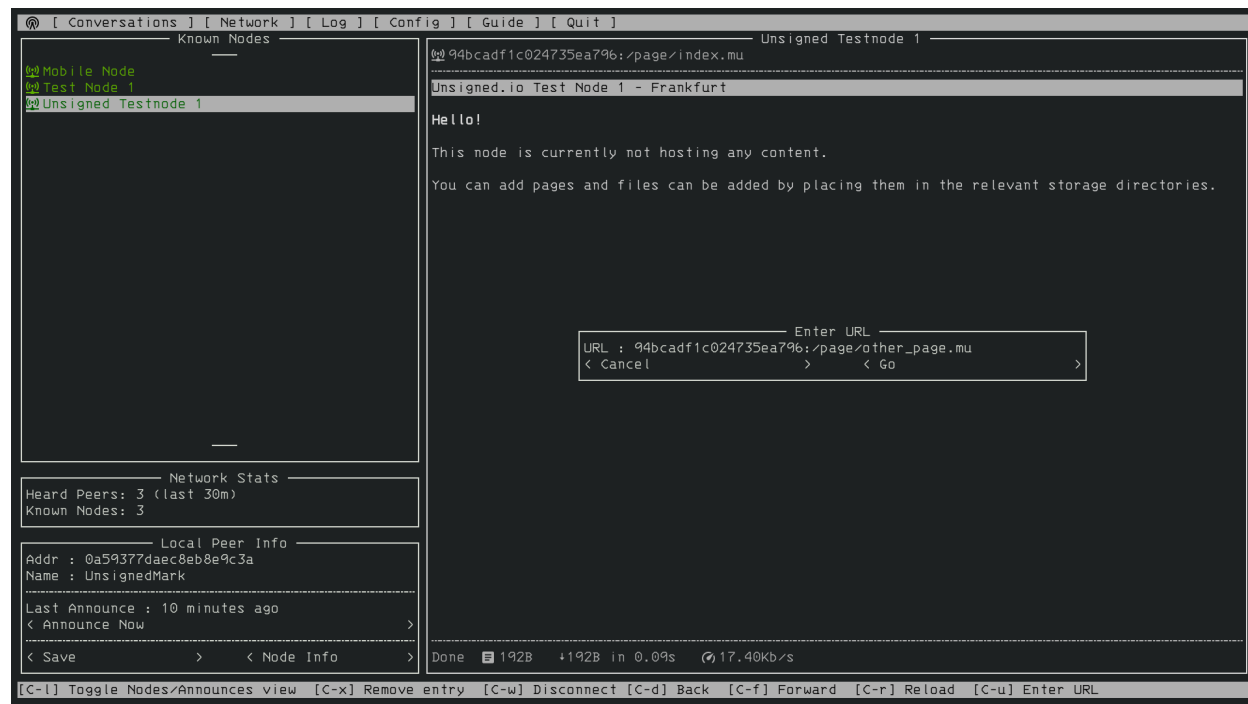 [ Conversations ] [ Network ] [ Log ] [ Config ] [ Guide ] [ Quit ]
Known Nodes
Mobile Node
Test Node 1
Unsigned Testnode 1
Network Stats
Heard Peers: 3 (last 30m)
Known Nodes: 3
Local Peer Info
Addr : 0a59377daec8eb8e9c3a
Name : UnsignedMark
Last Announce : 10 minutes ago
< Announce Now >
< Save > < Node Info >
Unsigned Testnode 1
94bcadf1c024735ea796:/page/index.mu
Unsigned.io Test Node 1 - Frankfurt
Hello!
This node is currently not hosting any content.
You can add pages and files can be added by placing them in the relevant storage directories.
Enter URL
URL : 94bcadf1c024735ea796:/page/other_page.mu
< Cancel > < Go >
Done 192B ↓192B in 0.09s 17.40Kb/s
[C-l] Toggle Nodes/Announces view [C-x] Remove entry [C-w] Disconnect [C-d] Back [C-f] Forward [C-r] Reload [C-u] Enter URL